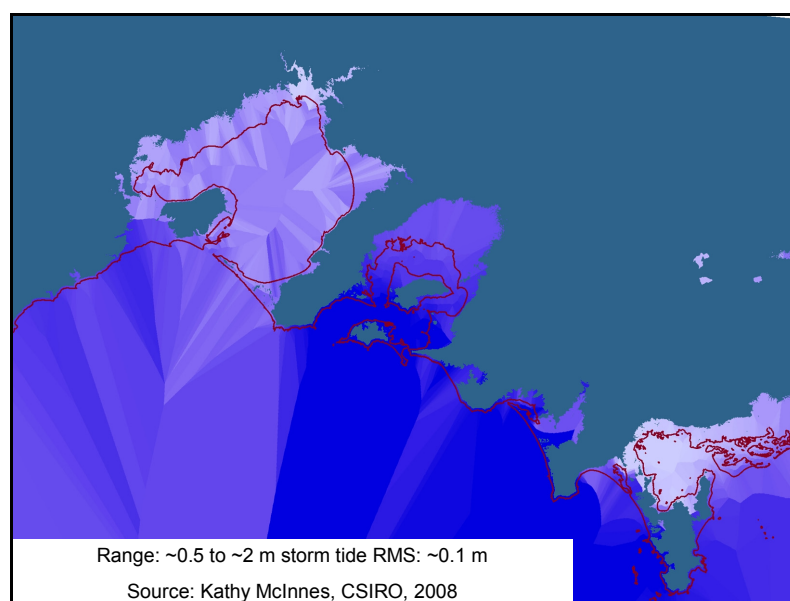 Range: ~0.5 to ~2 m storm tide RMS: ~0.1 m
Source: Kathy McInnes, CSIRO, 2008